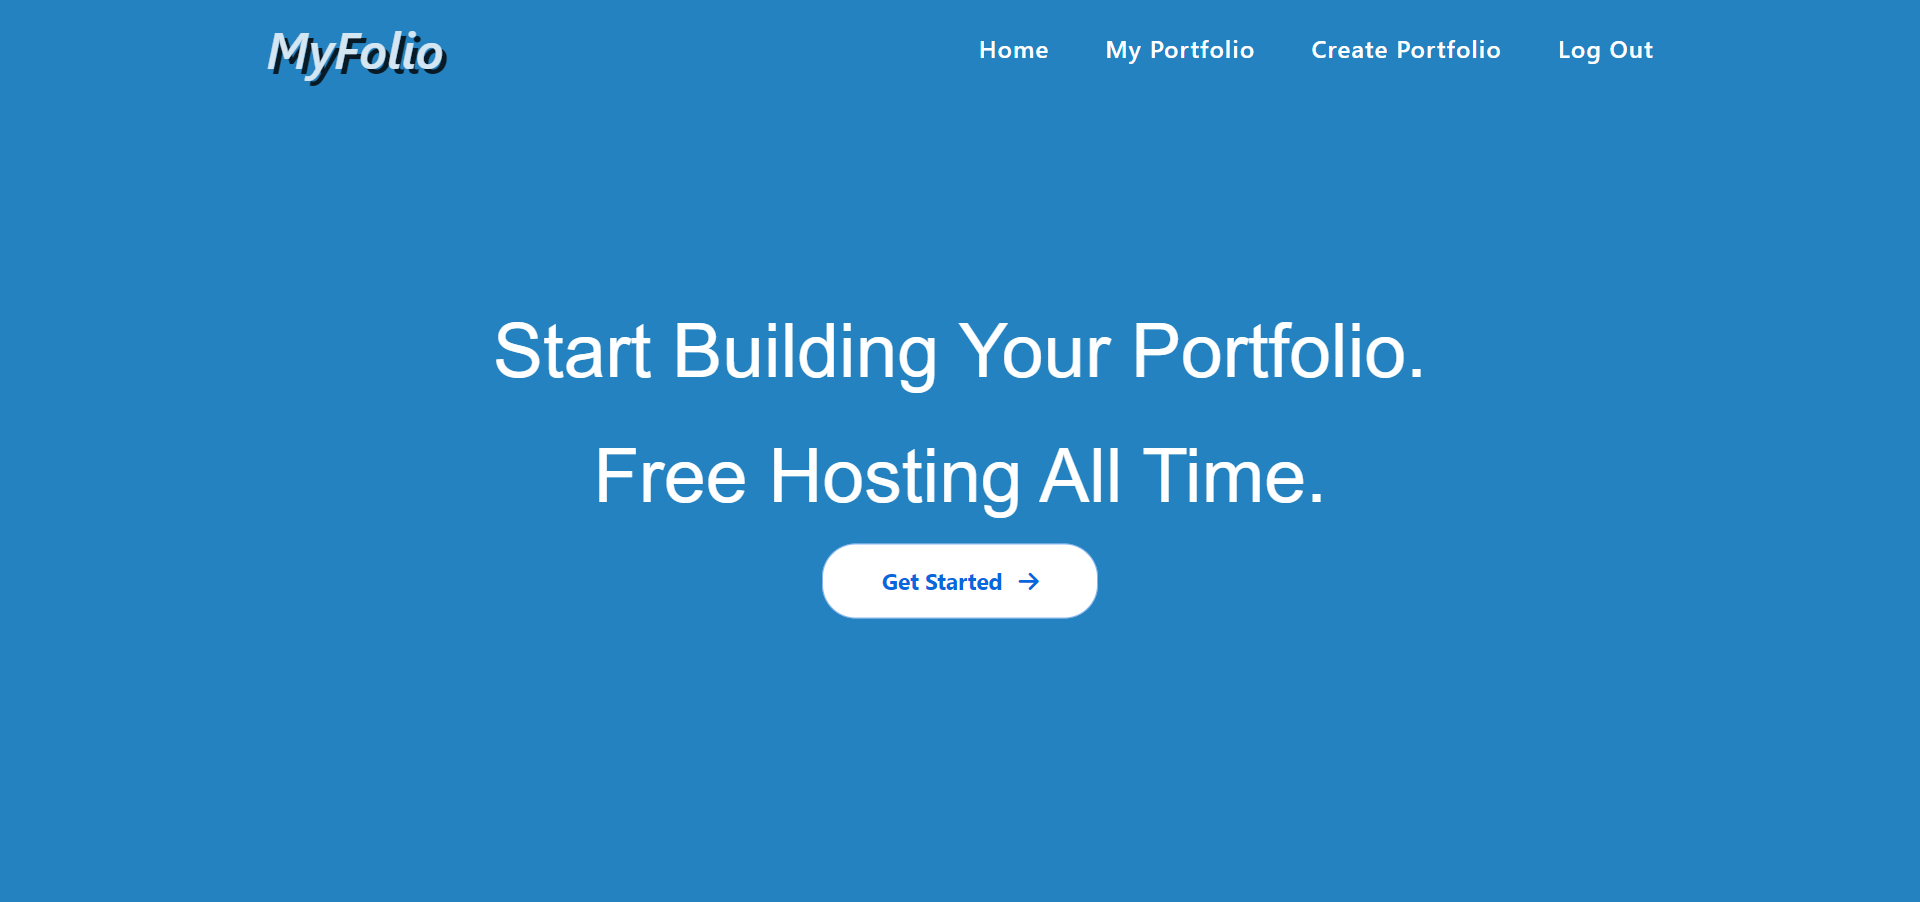 MyFolio
Home My Portfolio Create Portfolio Log Out
Start Building Your Portfolio.
Free Hosting All Time.
Get Started